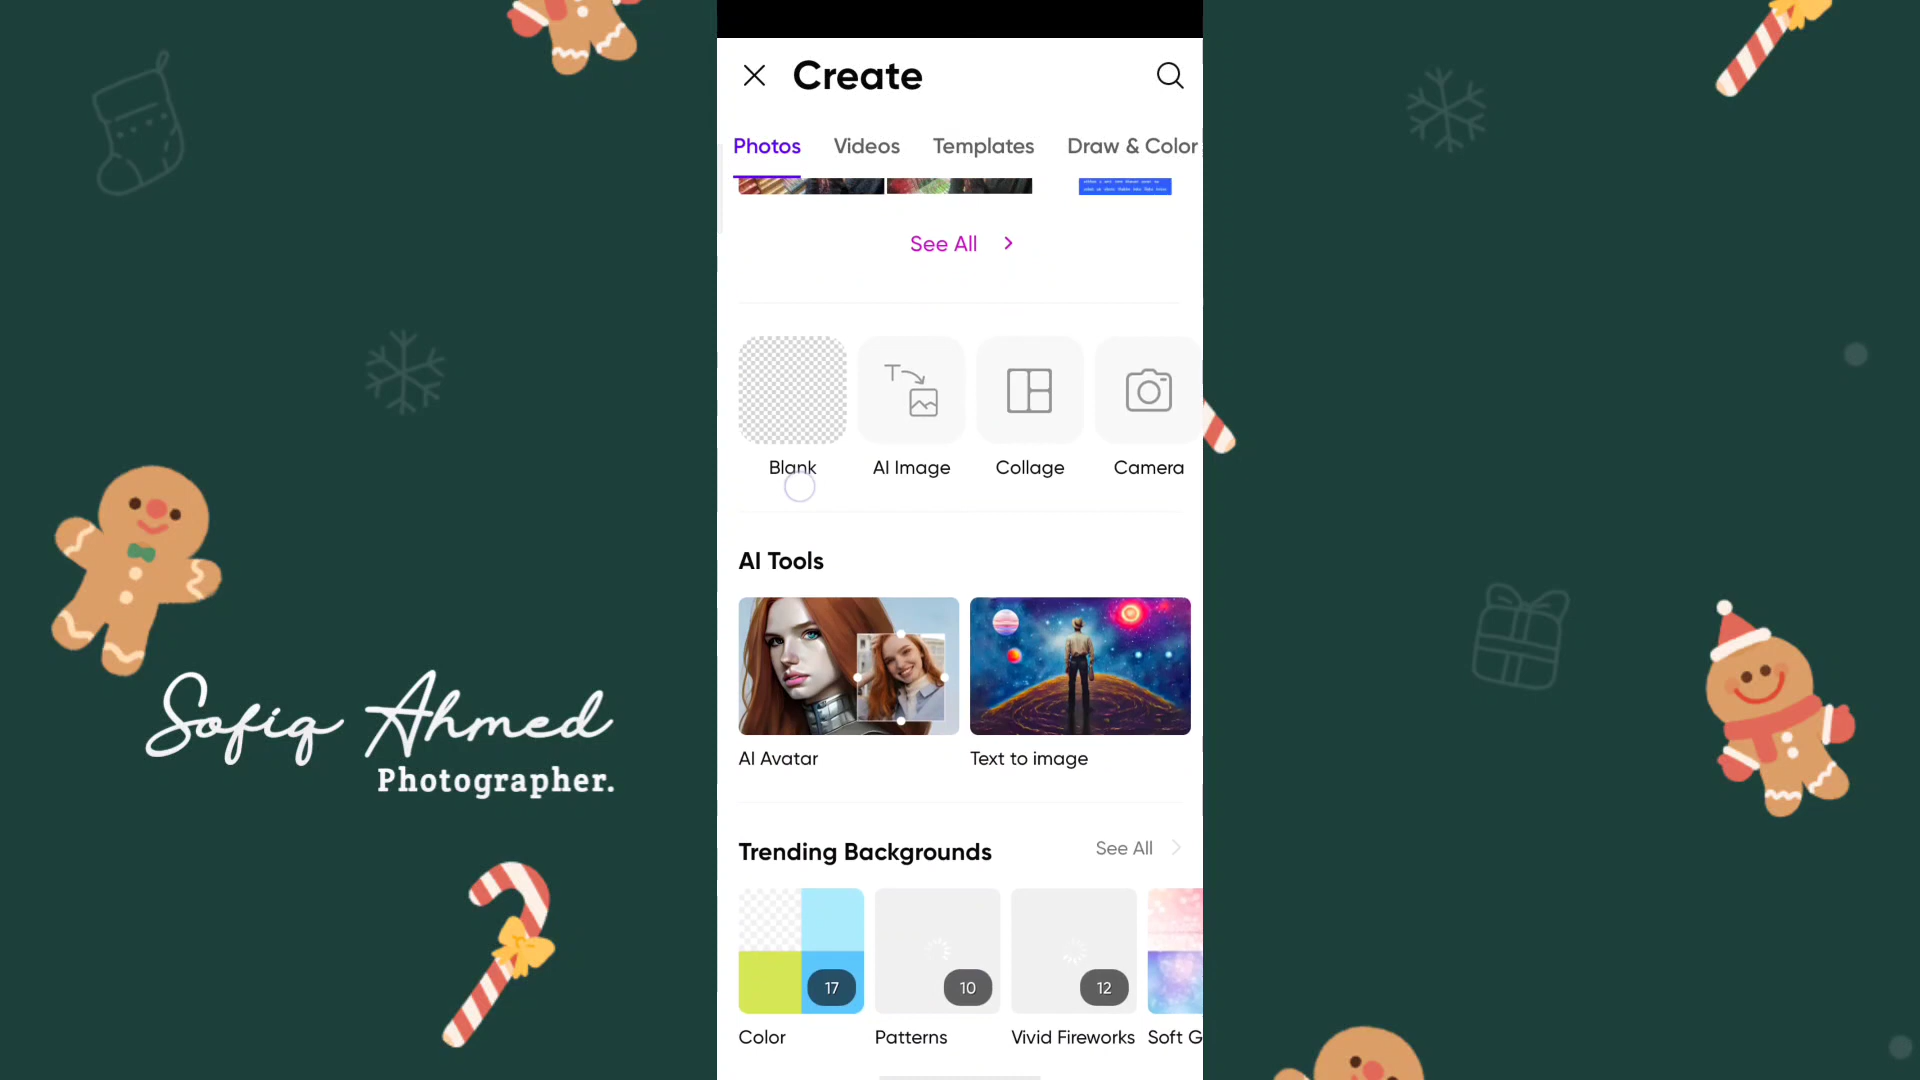 Create
Photos Videos Templates Draw & Color
See All
Blank AI Image Collage Camera
AI Tools
AI Avatar Text to image
Trending Backgrounds See All
17 10 12
Color Patterns Vivid Fireworks Soft G
Sofiq Ahmed
Photographer.